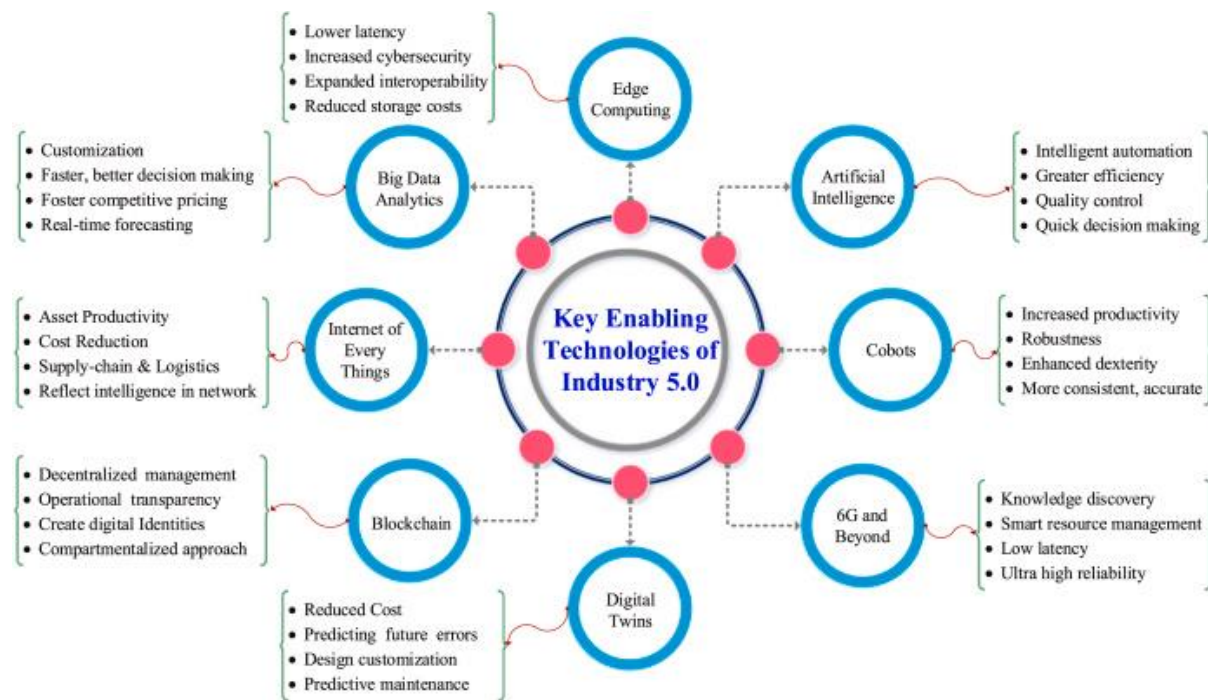 Lower latency
Increased cybersecurity
Expanded interoperability
Reduced storage costs
Edge
Computing
Customization
Faster, better decision making
Foster competitive pricing
Real-time forecasting
Big Data
Analytics
Artificial
Intelligence
Intelligent automation
Greater efficiency
Quality control
Quick decision making
Asset Productivity
Cost Reduction
Supply-chain & Logistics
Reflect intelligence in network
Internet of
Every
Things
Key Enabling
Technologies of
Industry 5.0
Cobots
Increased productivity
Robustness
Enhanced dexterity
More consistent, accurate
Decentralized management
Operational transparency
Create digital Identities
Compartmentalized approach
Blockchain
6G and
Beyond
Knowledge discovery
Smart resource management
Low latency
Ultra high reliability
Reduced Cost
Predicting future errors
Design customization
Predictive maintenance
Digital
Twins